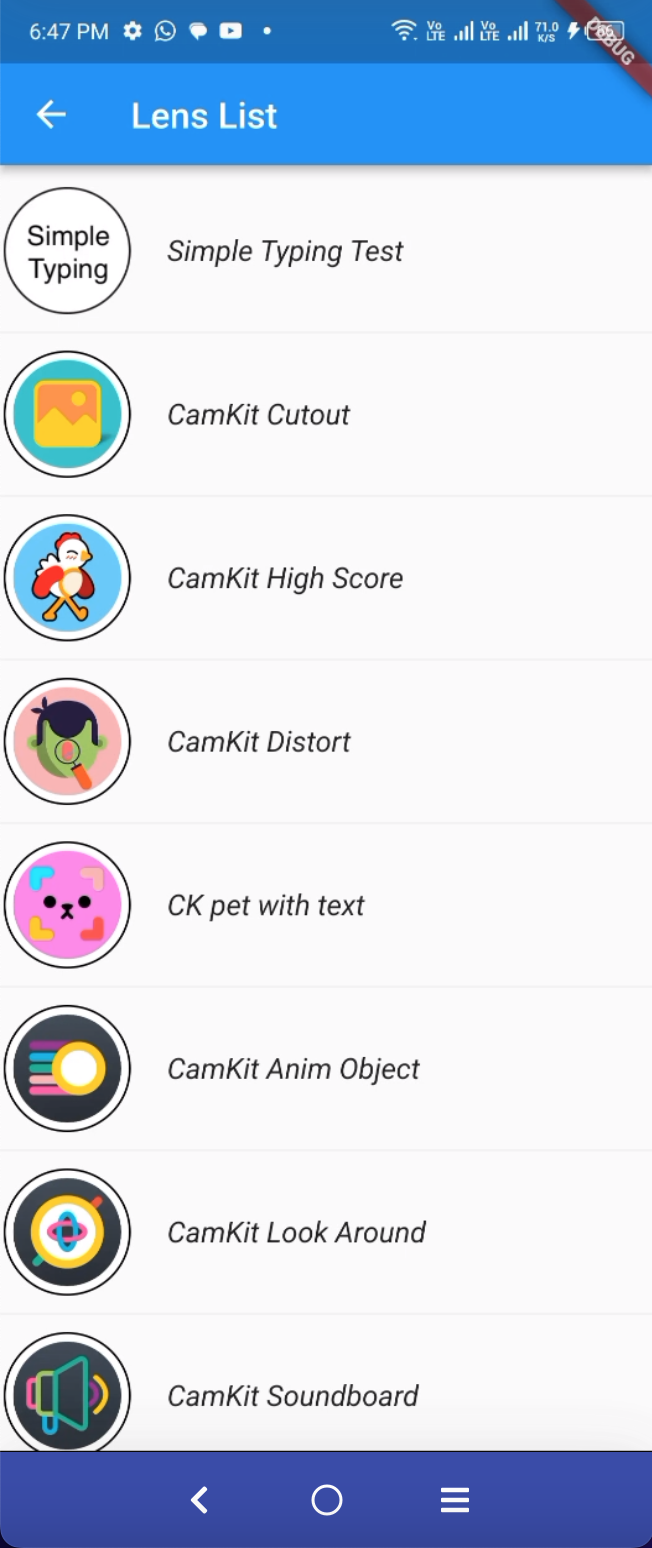 6:47 PM
Vo LTE Vo LTE 71.0 K/S 66
DEBUG
Lens List
Simple
Typing
Simple Typing Test
CamKit Cutout
CamKit High Score
CamKit Distort
CK pet with text
CamKit Anim Object
CamKit Look Around
CamKit Soundboard